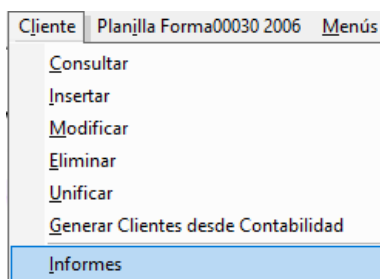 Cliente Planilla Forma00030 2006 Menús
Consultar
Insertar
Modificar
Eliminar
Unificar
Generar Clientes desde Contabilidad
Informes